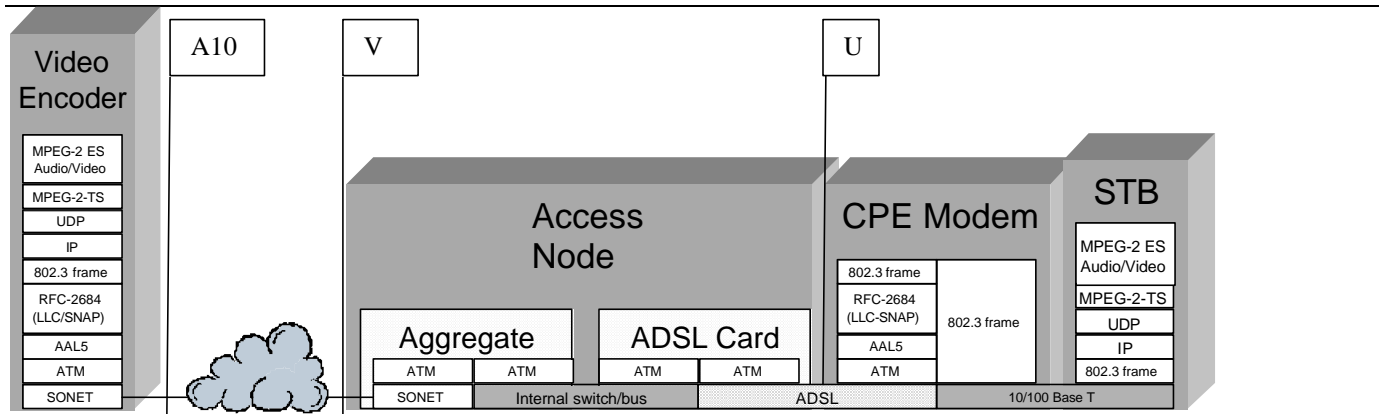 A10
V
U
Video
Encoder
MPEG-2 ES
Audio/Video
MPEG-2-TS
UDP
IP
802.3 frame
RFC-2684
(LLC/SNAP)
AAL5
ATM
SONET
Access
Node
Aggregate
ATM
ATM
SONET
Internal switch/bus
ADSL Card
ATM
ATM
ADSL
CPE Modem
802.3 frame
RFC-2684
(LLC-SNAP)
AAL5
ATM
802.3 frame
10/100 Base T
STB
MPEG-2 ES
Audio/Video
MPEG-2-TS
UDP
IP
802.3 frame